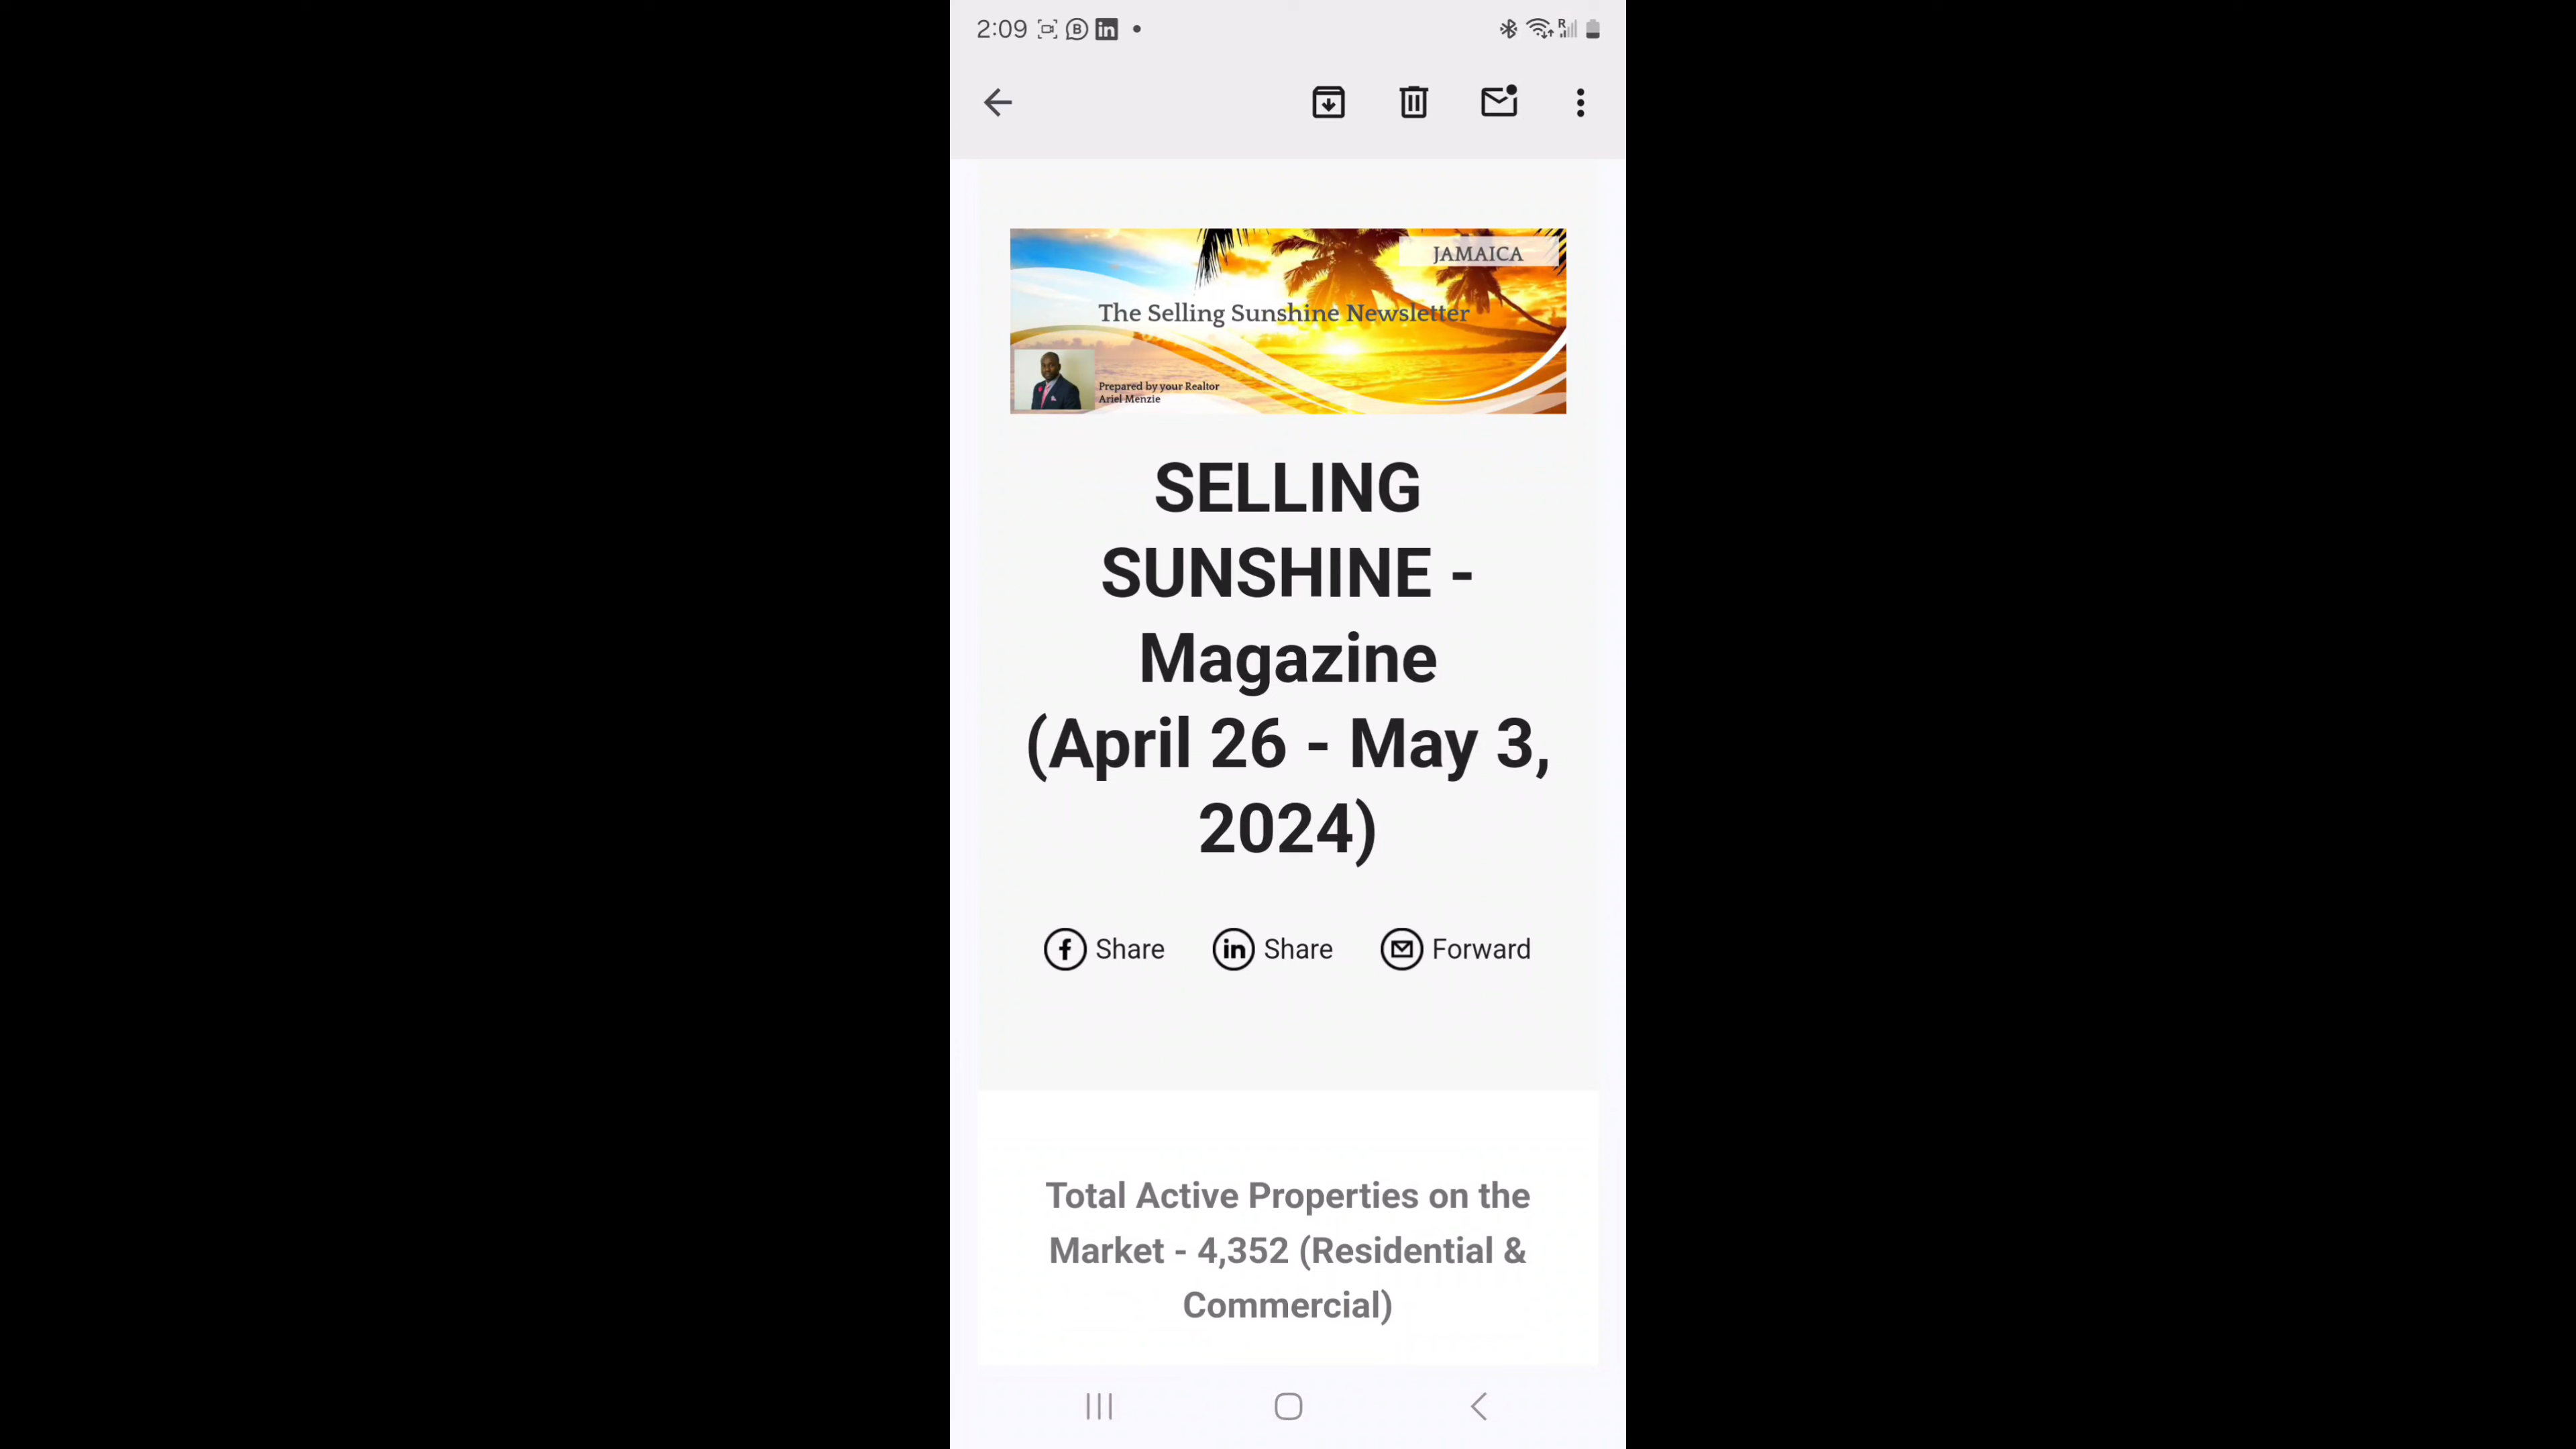 2:09
JAMAICA
The Selling Sunshine Newsletter
Prepared by your Realtor
Ariel Menzie
SELLING
SUNSHINE -
Magazine
(April 26 - May 3,
2024)
Share
Share
Forward
Total Active Properties on the
Market - 4,352 (Residential &
Commercial)